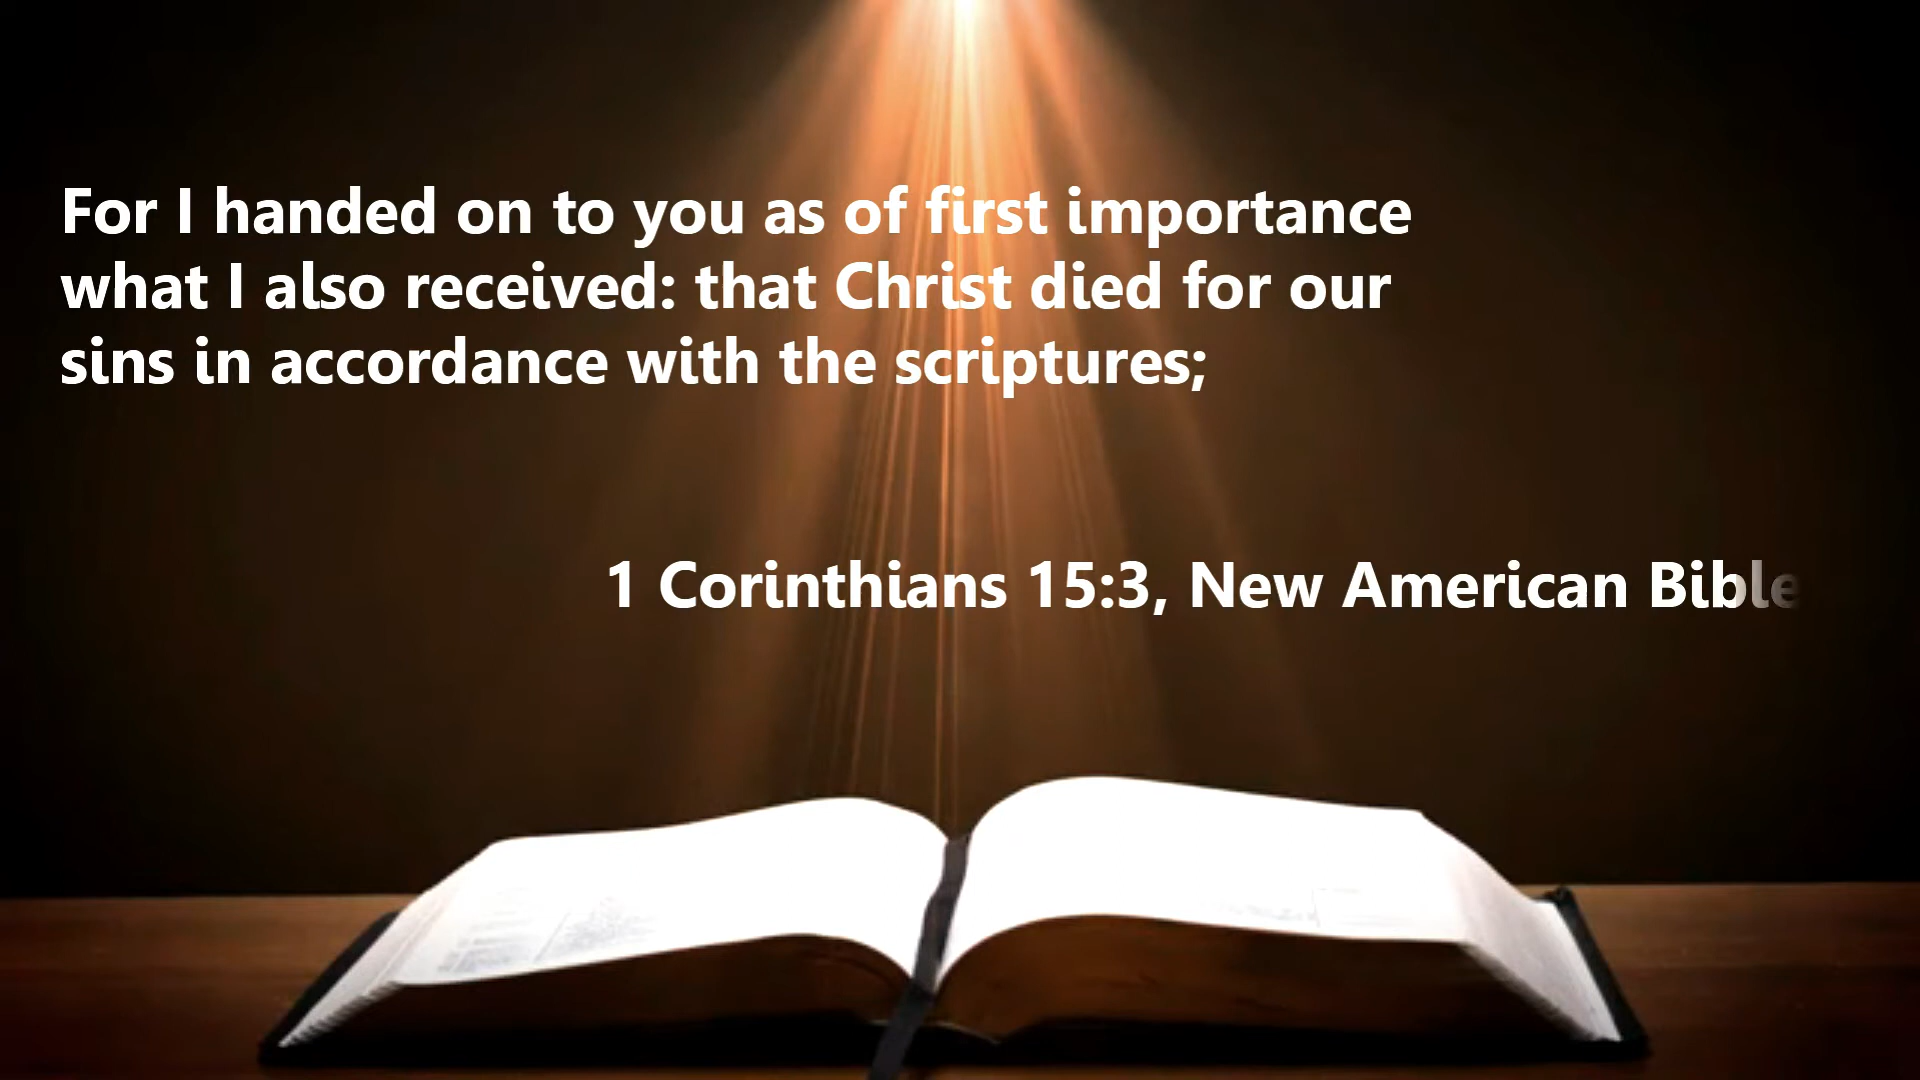 For I handed on to you as of first importance
what I also received: that Christ died for our
sins in accordance with the scriptures;
1 Corinthians 15:3, New American Bible